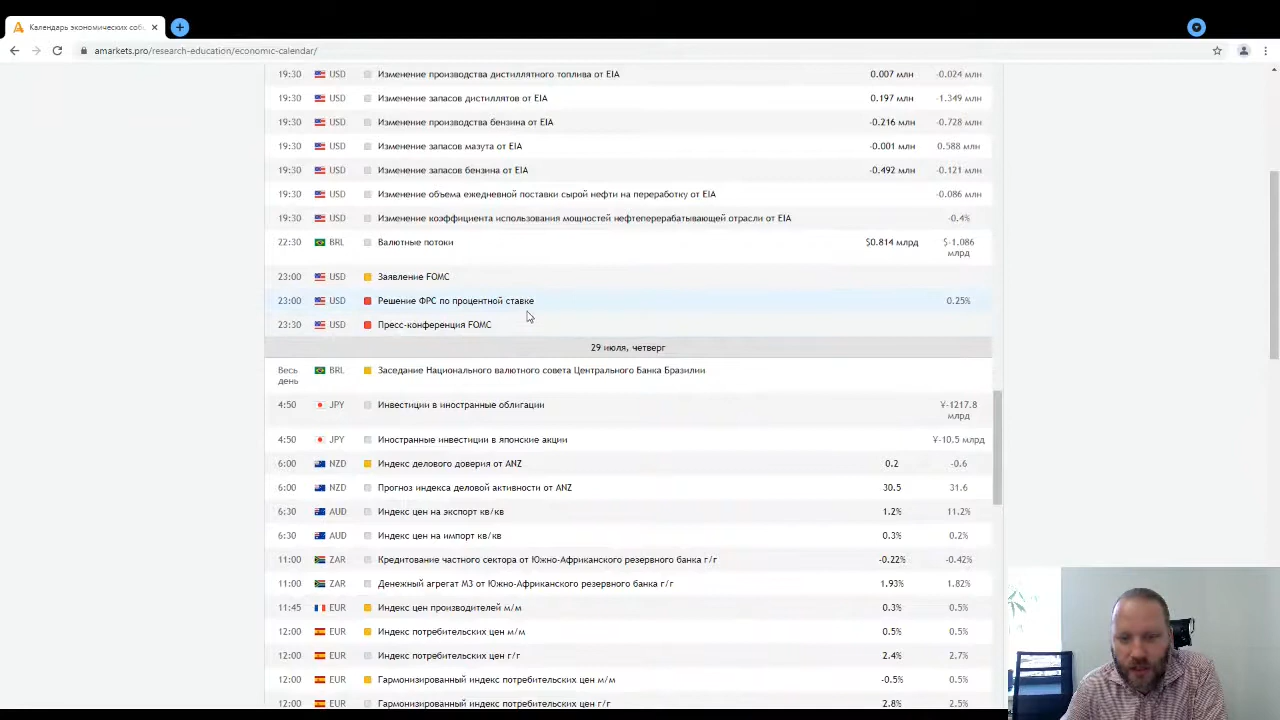 Календарь экономических собы
amarkets.pro/research-education/economic-calendar/
19:30 USD Изменение производства дистиллятного топлива от EIA 0.007 млн -0.024 млн
19:30 USD Изменение запасов дистиллятов от EIA 0.197 млн -1.349 млн
19:30 USD Изменение производства бензина от EIA -0.216 млн -0.728 млн
19:30 USD Изменение запасов мазута от EIA -0.001 млн 0.588 млн
19:30 USD Изменение запасов бензина от EIA -0.492 млн -0.121 млн
19:30 USD Изменение объема ежедневной поставки сырой нефти на переработку от EIA -0.086 млн
19:30 USD Изменение коэффициента использования мощностей нефтеперерабатывающей отрасли от EIA -0.4%
22:30 BRL Валютные потоки $0.814 млрд $-1.086
млрд
23:00 USD Заявление FOMC
23:00 USD Решение ФРС по процентной ставке 0.25%
23:30 USD Пресс-конференция FOMC
29 июля, четверг
Весь BRL Заседание Национального валютного совета Центрального Банка Бразилии
день
4:50 JPY Инвестиции в иностранные облигации ¥-1217.8
млрд
4:50 JPY Иностранные инвестиции в японские акции ¥-10.5 млрд
6:00 NZD Индекс делового доверия от ANZ 0.2 -0.6
6:00 NZD Прогноз индекса деловой активности от ANZ 30.5 31.6
6:30 AUD Индекс цен на экспорт кв/кв 1.2% 11.2%
6:30 AUD Индекс цен на импорт кв/кв 0.3% 0.2%
11:00 ZAR Кредитование частного сектора от Южно-Африканского резервного банка г/г -0.22% -0.42%
11:00 ZAR Денежный агрегат М3 от Южно-Африканского резервного банка г/г 1.93% 1.82%
11:45 EUR Индекс цен производителей м/м 0.3% 0.5%
12:00 EUR Индекс потребительских цен м/м 0.5% 0.5%
12:00 EUR Индекс потребительских цен г/г 2.4% 2.7%
12:00 EUR Гармонизированный индекс потребительских цен м/м -0.5% 0.5%
12:00 EUR Гармонизированный индекс потребительских цен г/г 2.8% 2.5%